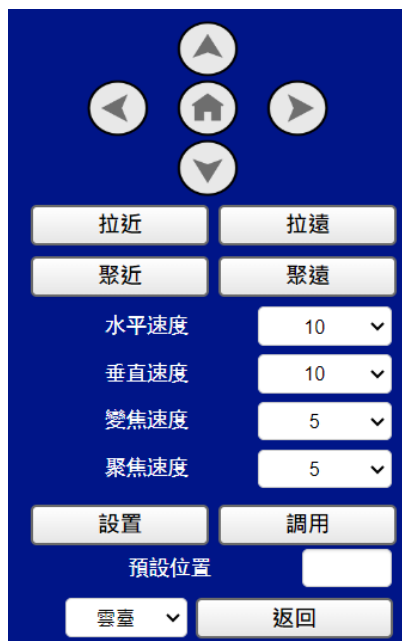 拉近 拉遠
聚近 聚遠
水平速度 10
垂直速度 10
變焦速度 5
聚焦速度 5
設置 調用
預設位置
雲臺 返回